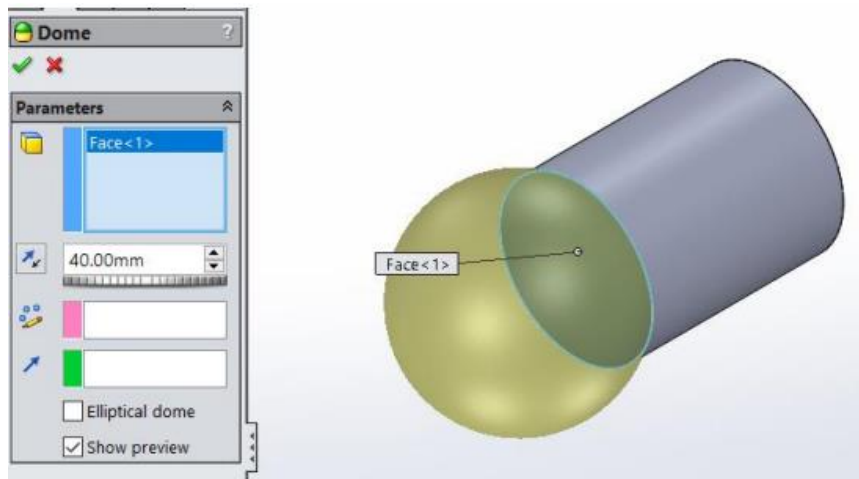 Dome
?
Parameters
Face<1>
40.00mm
Elliptical dome
Show preview
Face<1>